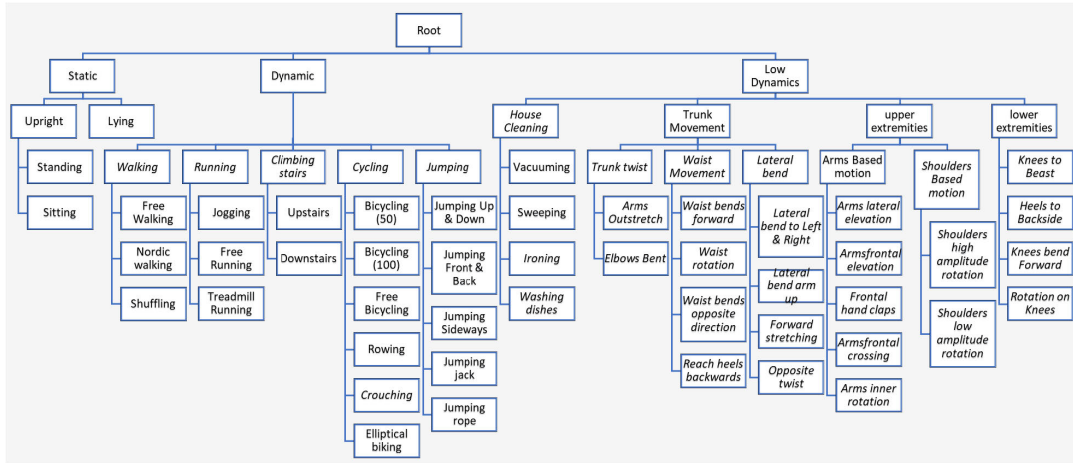 Root
Static
Dynamic
Low
Dynamics
Upright
Lying
House
Cleaning
Trunk
Movement
upper
extremities
lower
extremities
Standing
Sitting
Walking
Free
Walking
Nordic
walking
Shuffling
Running
Jogging
Free
Running
Treadmill
Running
Climbing
stairs
Upstairs
Downstairs
Cycling
Bicycling
(50)
Bicycling
(100)
Free
Bicycling
Rowing
Crouching
Elliptical
biking
Jumping
Jumping Up
& Down
Jumping
Front &
Back
Jumping
Sideways
Jumping
jack
Jumping
rope
Vacuuming
Sweeping
Ironing
Washing
dishes
Trunk twist
Arms
Outstretch
Elbows Bent
Waist
Movement
Waist bends
forward
Waist
rotation
Waist bends
opposite
direction
Reach heels
backwards
Lateral
bend
Lateral
bend to Left
& Right
Lateral
bend arm
up
Forward
stretching
Opposite
twist
Arms Based
motion
Arms lateral
elevation
Armsfrontal
elevation
Frontal
hand claps
Armsfrontal
crossing
Arms inner
rotation
Shoulders
Based
motion
Shoulders
high
amplitude
rotation
Shoulders
low
amplitude
rotation
Knees to
Beast
Heels to
Backside
Knees bend
Forward
Rotation on
Knees